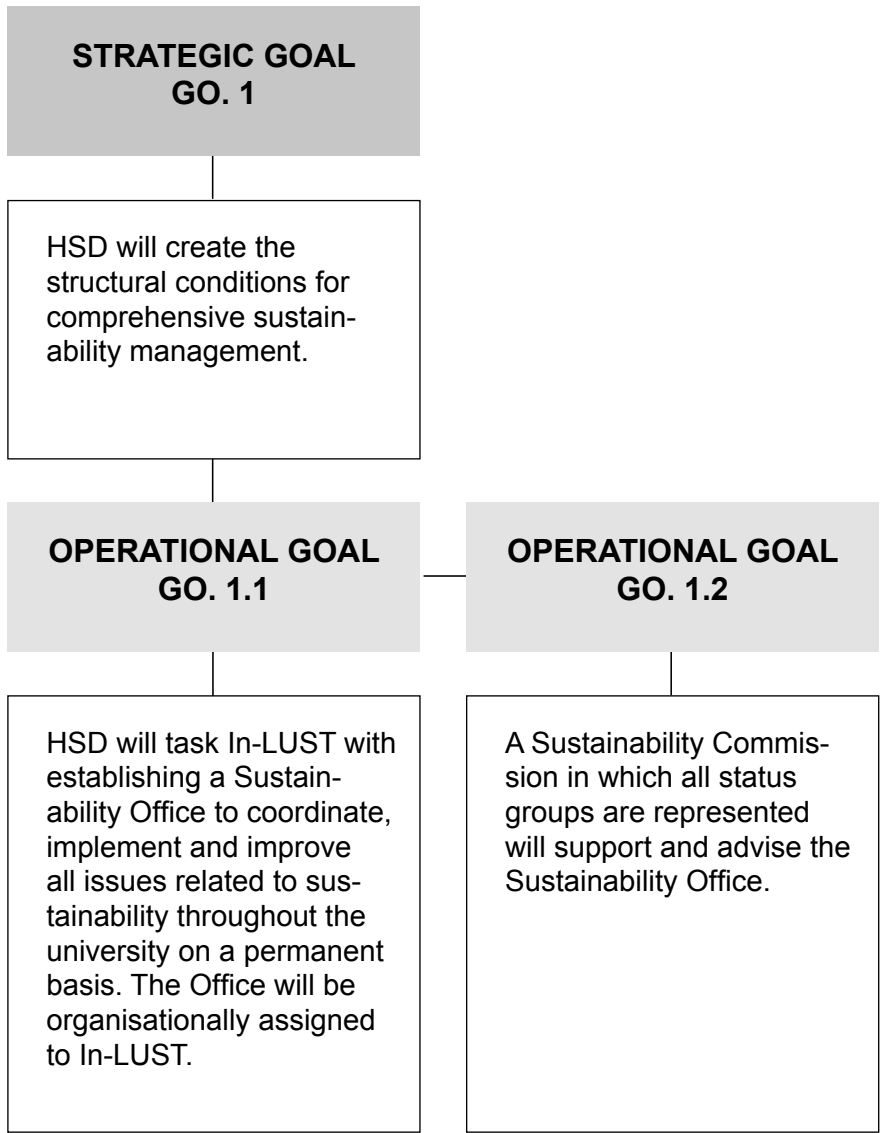 STRATEGIC GOAL
GO. 1
HSD will create the
structural conditions for
comprehensive sustain-
ability management.
OPERATIONAL GOAL
GO. 1.1
HSD will task In-LUST with
establishing a Sustain-
ability Office to coordinate,
implement and improve
all issues related to sus-
tainability throughout the
university on a permanent
basis. The Office will be
organisationally assigned
to In-LUST.
OPERATIONAL GOAL
GO. 1.2
A Sustainability Commis-
sion in which all status
groups are represented
will support and advise the
Sustainability Office.